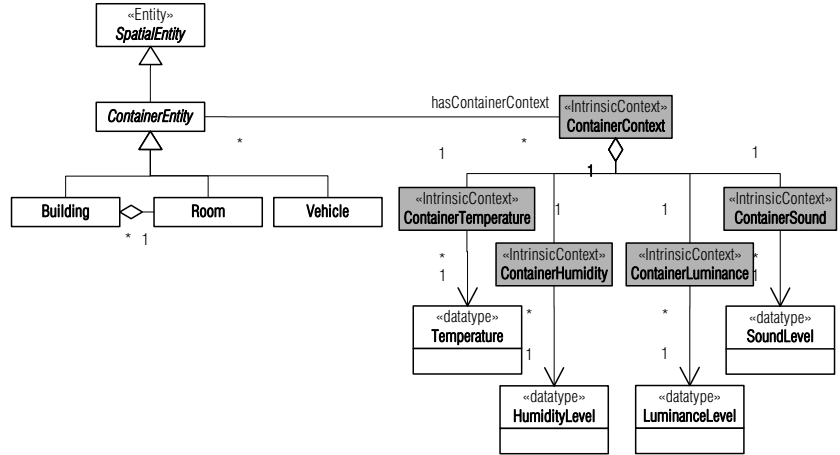 «Entity»
SpatialEntity
ContainerEntity
hasContainerContext
«IntrinsicContext»
ContainerContext
*
*
1
1
1
Building
Room
Vehicle
* 1
«IntrinsicContext»
ContainerTemperature
1
1
«IntrinsicContext»
ContainerSound
«IntrinsicContext»
ContainerHumidity
«IntrinsicContext»
ContainerLuminance
*
1
*
1
«datatype»
Temperature
*
1
*
1
«datatype»
SoundLevel
«datatype»
HumidityLevel
«datatype»
LuminanceLevel